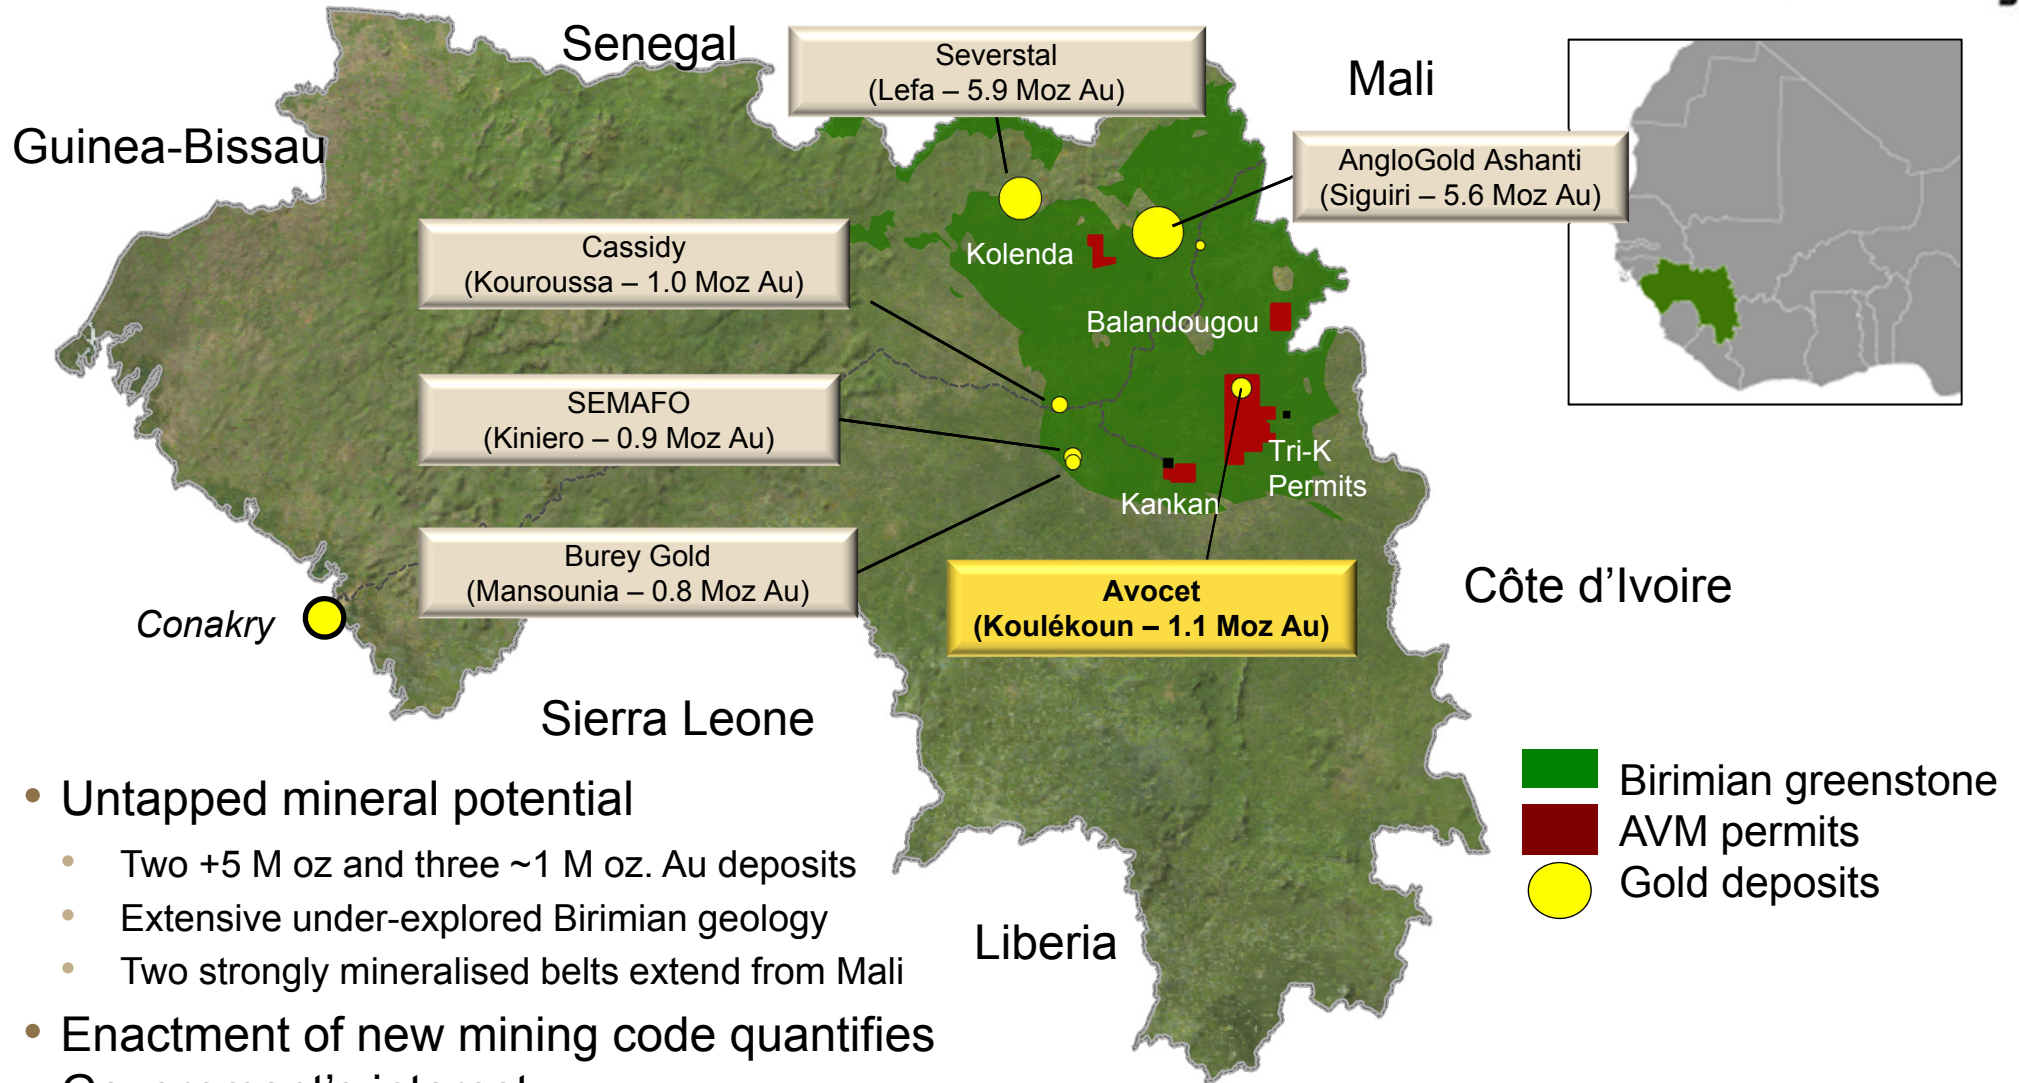 Senegal
Severstal
(Lefa – 5.9 Moz Au)
Mali
Guinea-Bissau
AngloGold Ashanti
(Siguiri – 5.6 Moz Au)
Cassidy
(Kouroussa – 1.0 Moz Au)
Kolenda
Balandougou
SEMAFO
(Kiniero – 0.9 Moz Au)
Tri-K
Permits
Kankan
Burey Gold
(Mansounia – 0.8 Moz Au)
Avocet
(Koulékoun – 1.1 Moz Au)
Côte d’Ivoire
Conakry
Sierra Leone
Liberia
Birimian greenstone
AVM permits
Gold deposits
• Untapped mineral potential
• Two +5 M oz and three ~1 M oz. Au deposits
• Extensive under-explored Birimian geology
• Two strongly mineralised belts extend from Mali
• Enactment of new mining code quantifies
Government’s interest